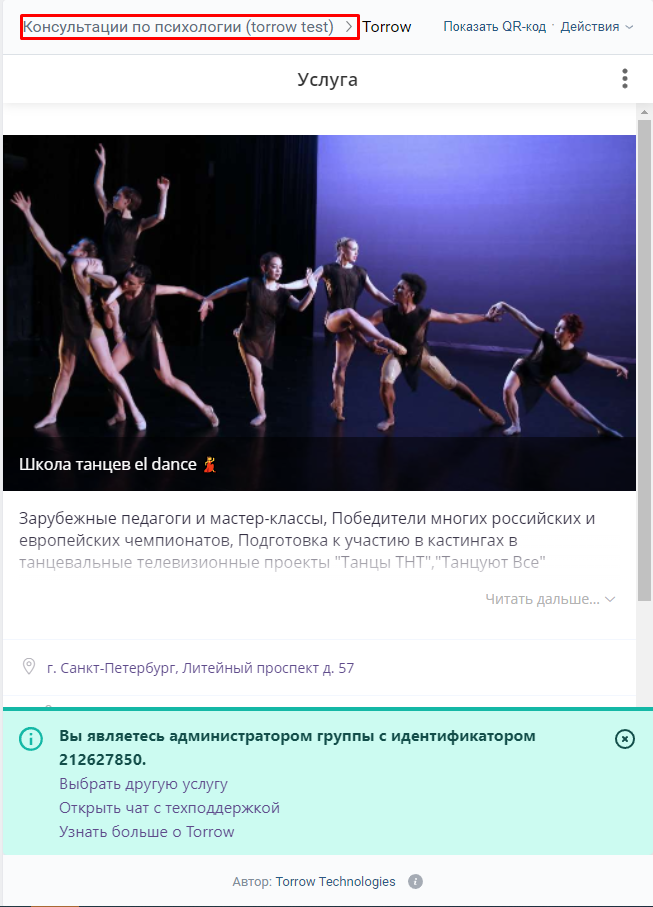 Консультации по психологии (torrow test) > Torrow Показать QR-код · Действия
Услуга
Школа танцев el dance 💃
Зарубежные педагоги и мастер-классы, Победители многих российских и
европейских чемпионатов, Подготовка к участию в кастингах в
танцевальные телевизионные проекты "Танцы ТНТ","Танцуют Все"
Читать дальше...
г. Санкт-Петербург, Литейный проспект д. 57
Вы являетесь администратором группы с идентификатором
212627850.
Выбрать другую услугу
Открыть чат с техподдержкой
Узнать больше о Torrow
Автор: Torrow Technologies